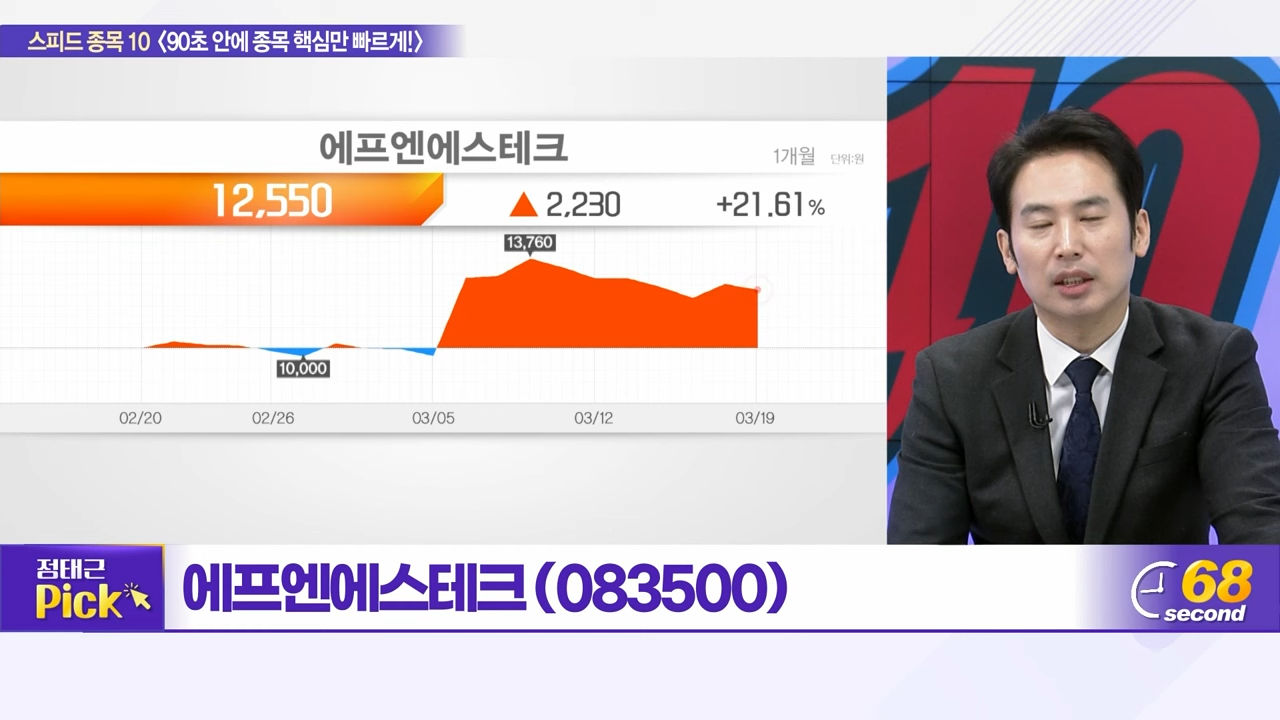 스피드 종목 10 〈90초 안에 종목 핵심만 빠르게!〉
에프엔에스테크
1개월 단위:원
12,550 ▲ 2,230 +21.61%
13,760
10,000
02/20 02/26 03/05 03/12 03/19
정태근
Pick
에프엔에스테크 (083500)
68
second
10